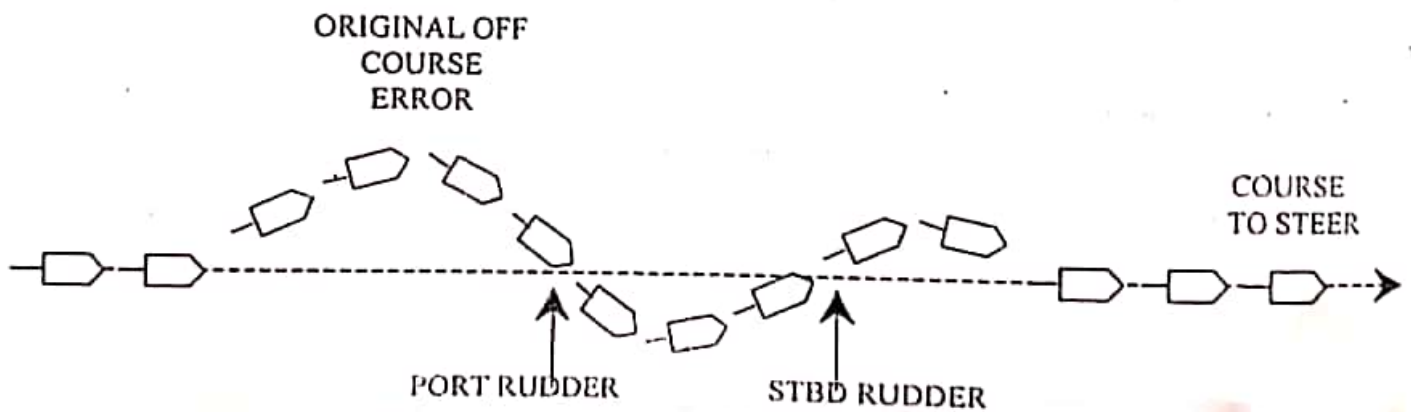 ORIGINAL OFF
COURSE
ERROR
COURSE
TO STEER
PORT RUDDER
STBD RUDDER